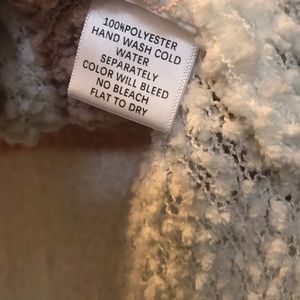 100%POLYESTER
HAND WASH COLD
WATER
SEPARATELY
COLOR WILL BLEED
NO BLEACH
FLAT TO DRY